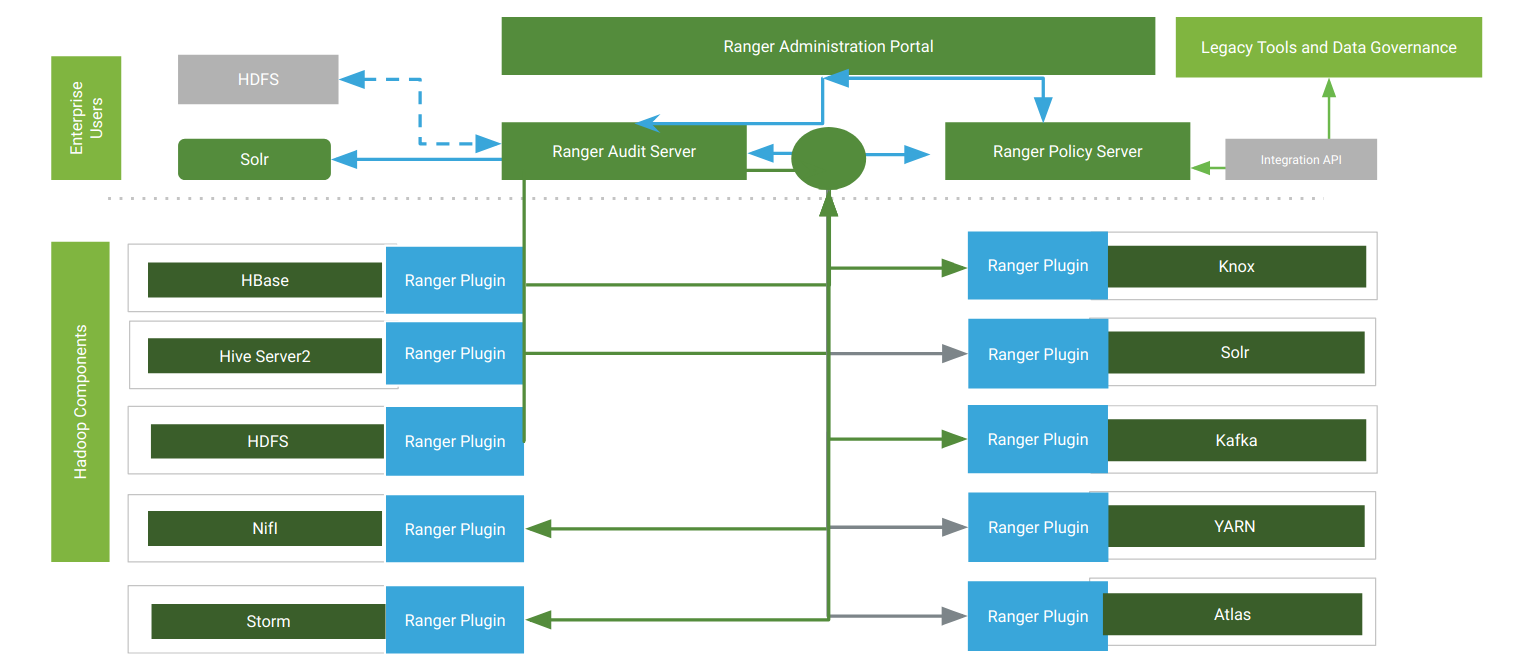 Ranger Administration Portal
Legacy Tools and Data Governance
Enterprise
Users
HDFS
Solr
Ranger Audit Server
Ranger Policy Server
Integration API
Hadoop Components
HBase
Ranger Plugin
Ranger Plugin
Knox
Hive Server2
Ranger Plugin
Ranger Plugin
Solr
HDFS
Ranger Plugin
Ranger Plugin
Kafka
Nifl
Ranger Plugin
Ranger Plugin
YARN
Storm
Ranger Plugin
Ranger Plugin
Atlas